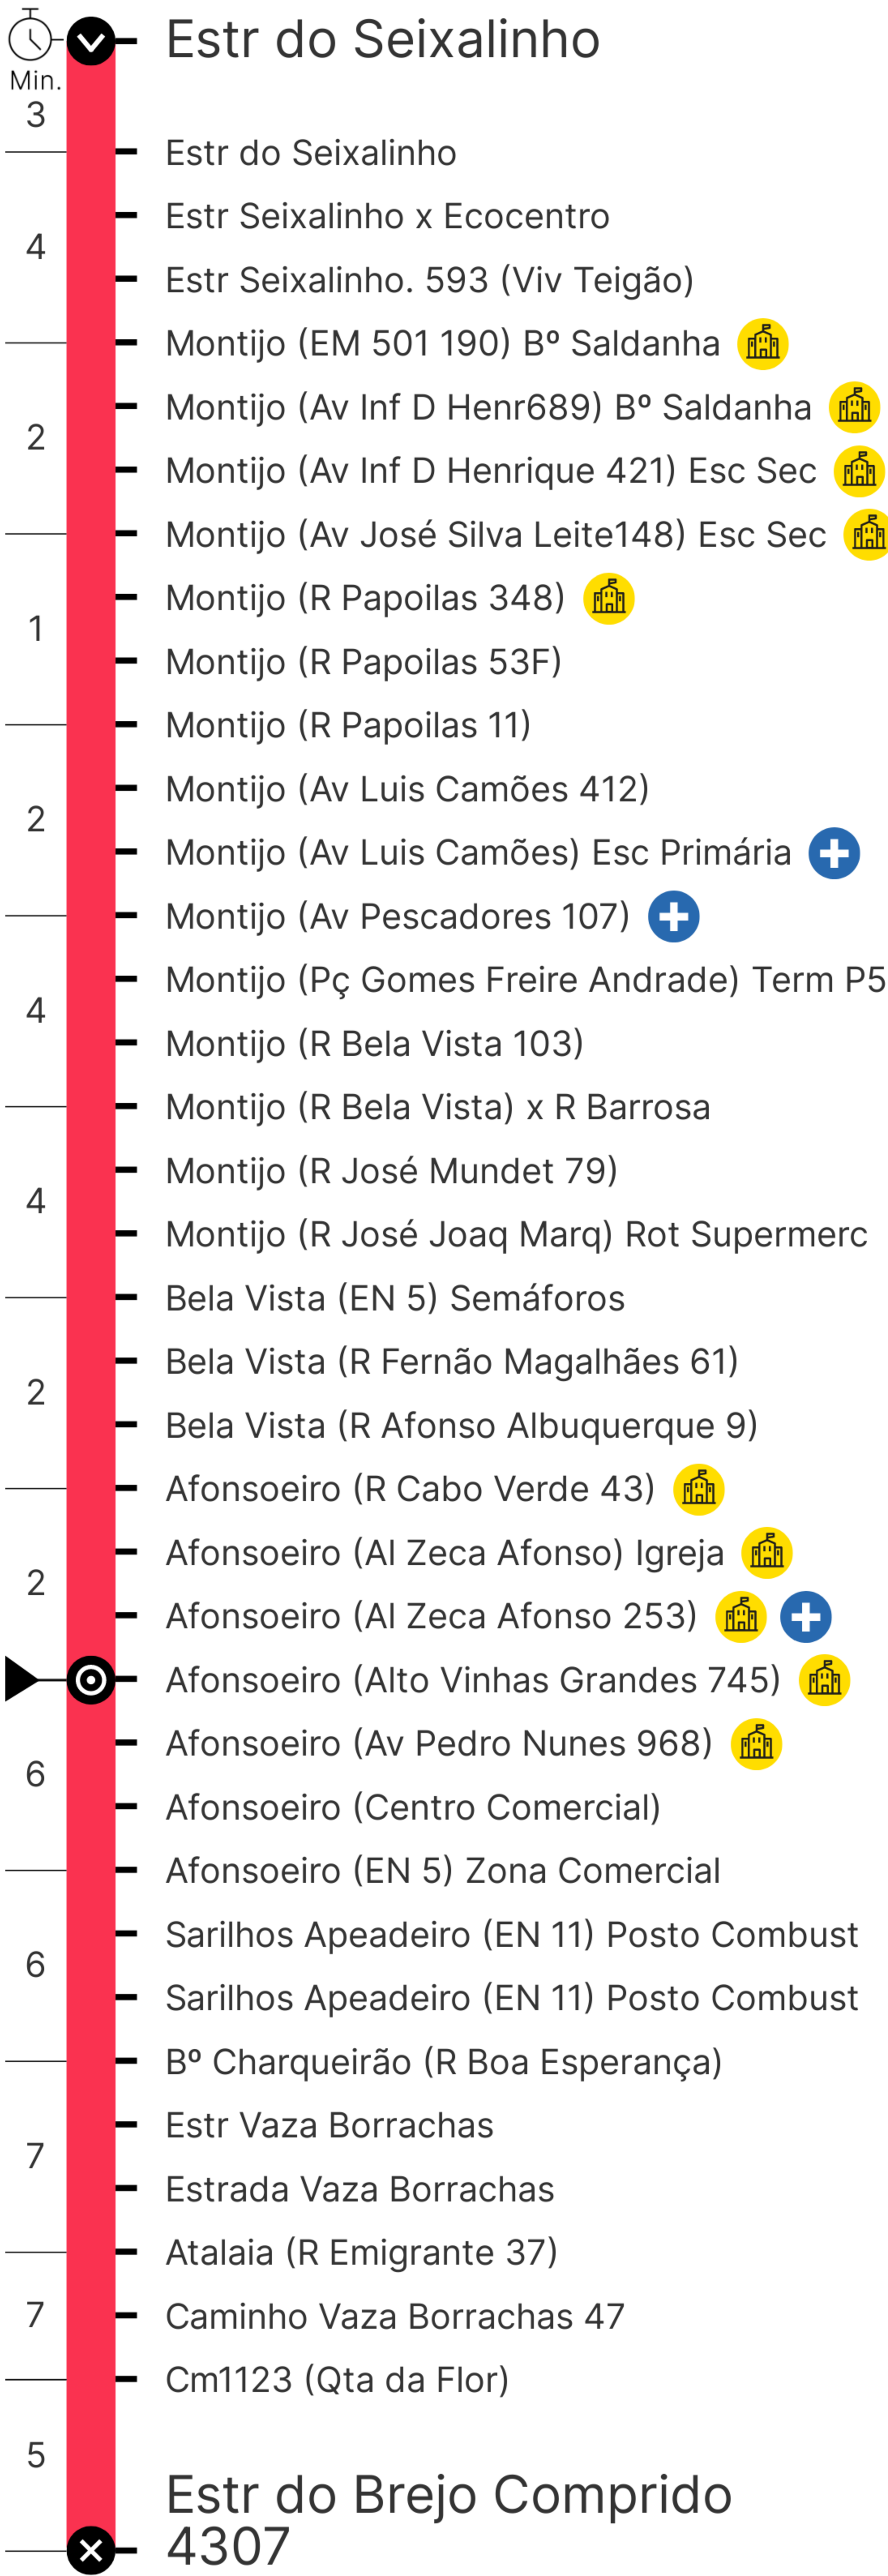 Estr do Seixalinho
Min.
3
Estr do Seixalinho
Estr Seixalinho x Ecocentro
4
Estr Seixalinho. 593 (Viv Teigão)
Montijo (EM 501 190) Bº Saldanha
Montijo (Av Inf D Henr689) Bº Saldanha
2
Montijo (Av Inf D Henrique 421) Esc Sec
Montijo (Av José Silva Leite148) Esc Sec
Montijo (R Papoilas 348)
1
Montijo (R Papoilas 53F)
Montijo (R Papoilas 11)
Montijo (Av Luis Camões 412)
2
Montijo (Av Luis Camões) Esc Primária
Montijo (Av Pescadores 107)
Montijo (Pç Gomes Freire Andrade) Term P5
4
Montijo (R Bela Vista 103)
Montijo (R Bela Vista) x R Barrosa
Montijo (R José Mundet 79)
4
Montijo (R José Joaq Marq) Rot Supermerc
Bela Vista (EN 5) Semáforos
Bela Vista (R Fernão Magalhães 61)
2
Bela Vista (R Afonso Albuquerque 9)
Afonsoeiro (R Cabo Verde 43)
Afonsoeiro (Al Zeca Afonso) Igreja
2
Afonsoeiro (Al Zeca Afonso 253)
Afonsoeiro (Alto Vinhas Grandes 745)
Afonsoeiro (Av Pedro Nunes 968)
6
Afonsoeiro (Centro Comercial)
Afonsoeiro (EN 5) Zona Comercial
Sarilhos Apeadeiro (EN 11) Posto Combust
6
Sarilhos Apeadeiro (EN 11) Posto Combust
Bº Charqueirão (R Boa Esperança)
Estr Vaza Borrachas
7
Estrada Vaza Borrachas
Atalaia (R Emigrante 37)
7
Caminho Vaza Borrachas 47
Cm1123 (Qta da Flor)
5
Estr do Brejo Comprido
4307